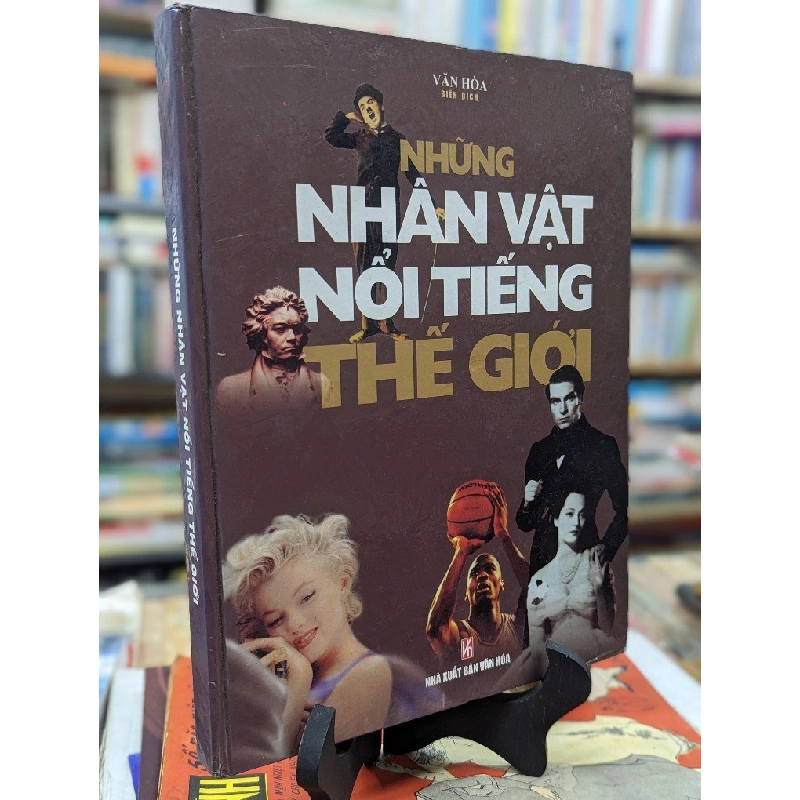 VĂN HÒA
BIÊN DỊCH
NHỮNG
NHÂN VẬT
NỔI TIẾNG
THẾ GIỚI
NHÀ XUẤT BẢN VĂN HÓA
NHỮNG NHÂN VẬT NỔI TIẾNG THẾ GIỚI